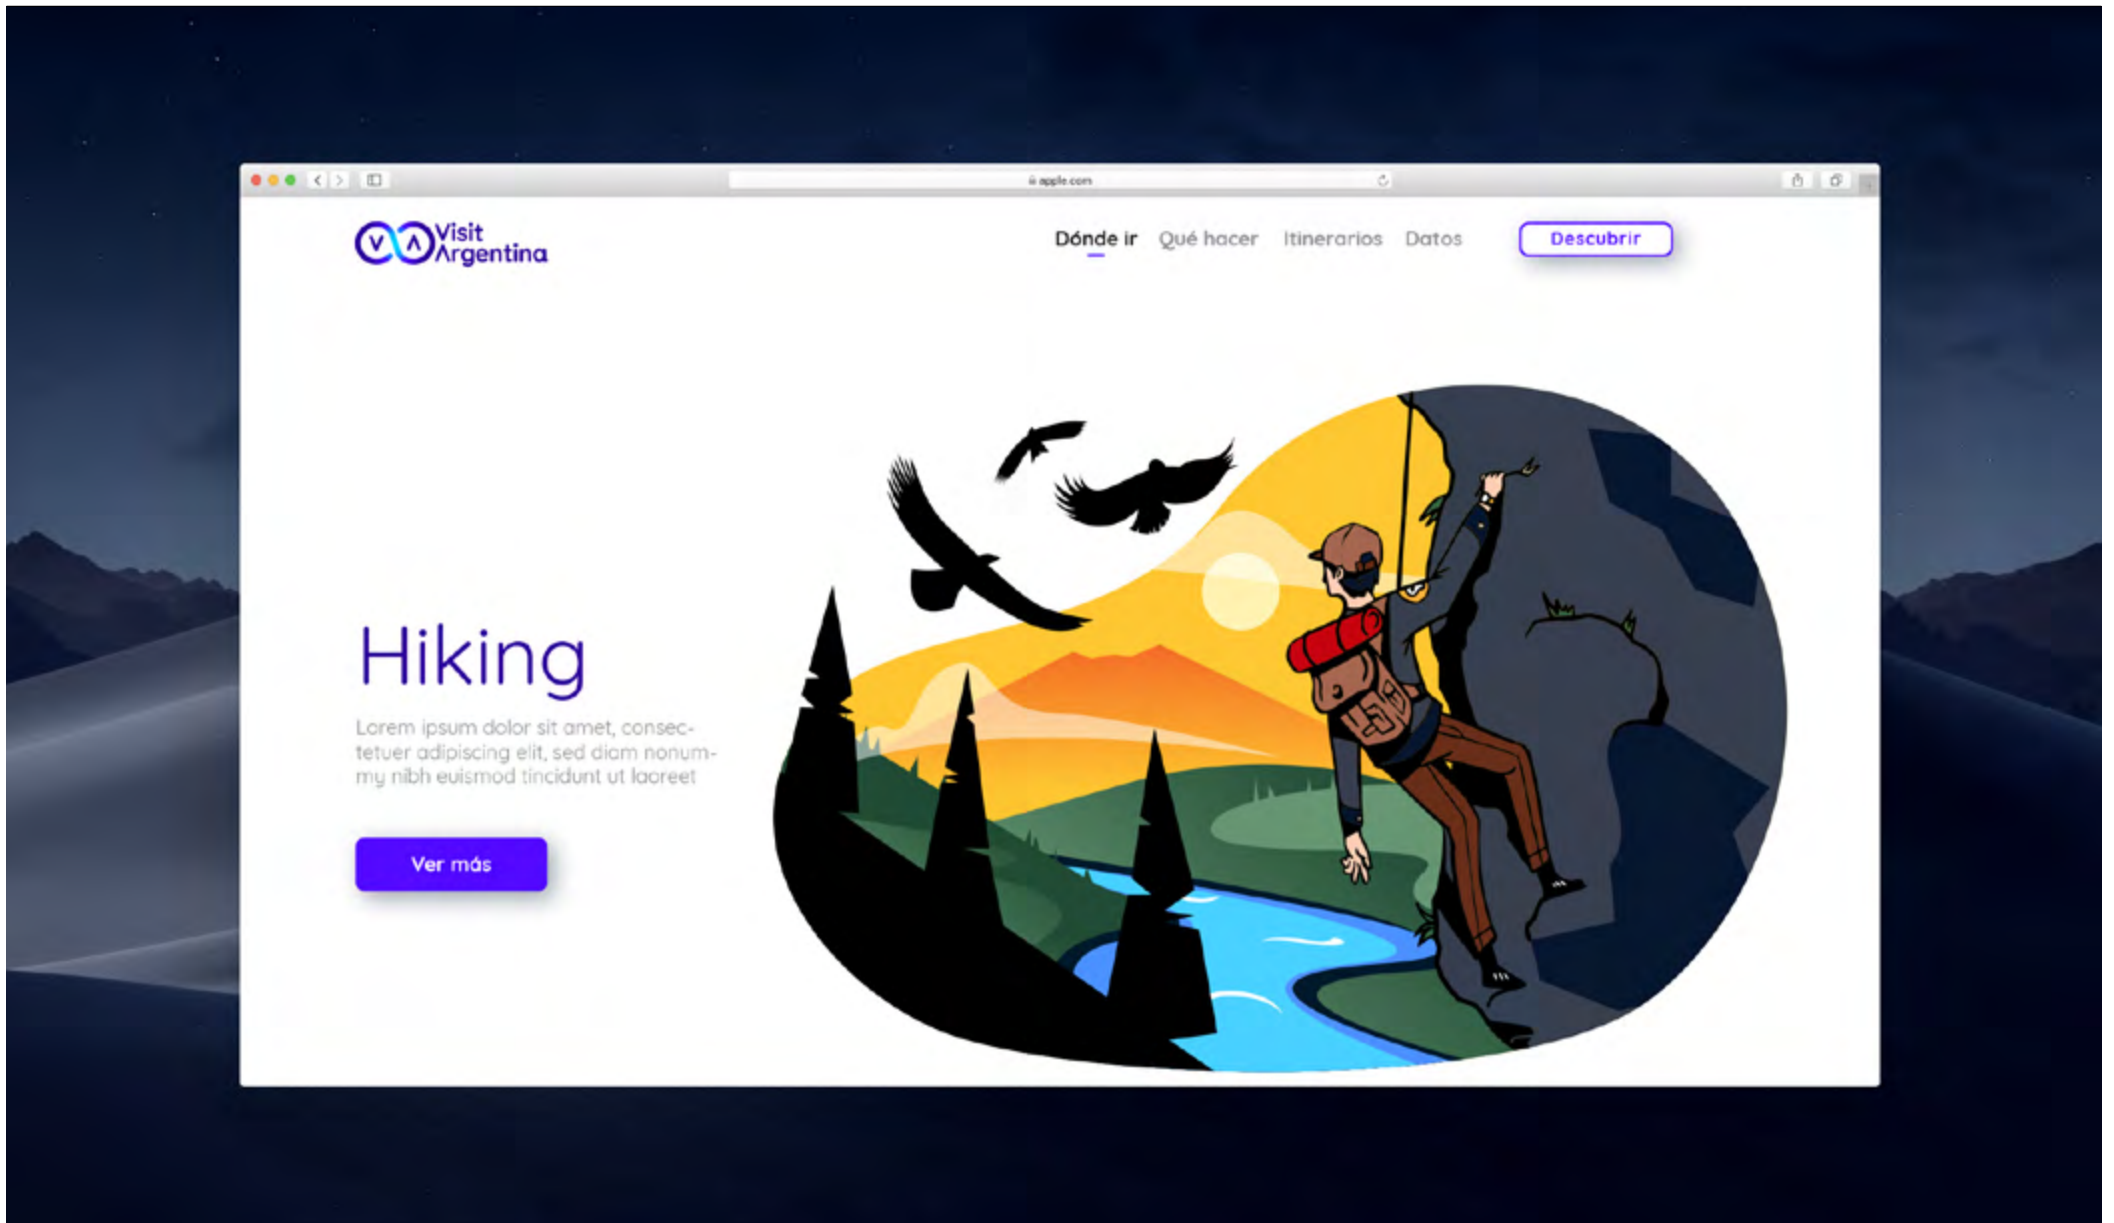 apple.com
V A Visit
Argentina
Dónde ir Qué hacer Itinerarios Datos Descubrir
Hiking
Lorem ipsum dolor sit amet, consec-
tetuer adipiscing elit, sed diam nonum-
my nibh euismod tincidunt ut laoreet
Ver más